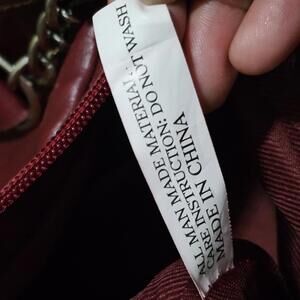 ALL MAN MADE MATERIAL
CARE INSTRUCTION: DO NOT WASH
MADE IN CHINA